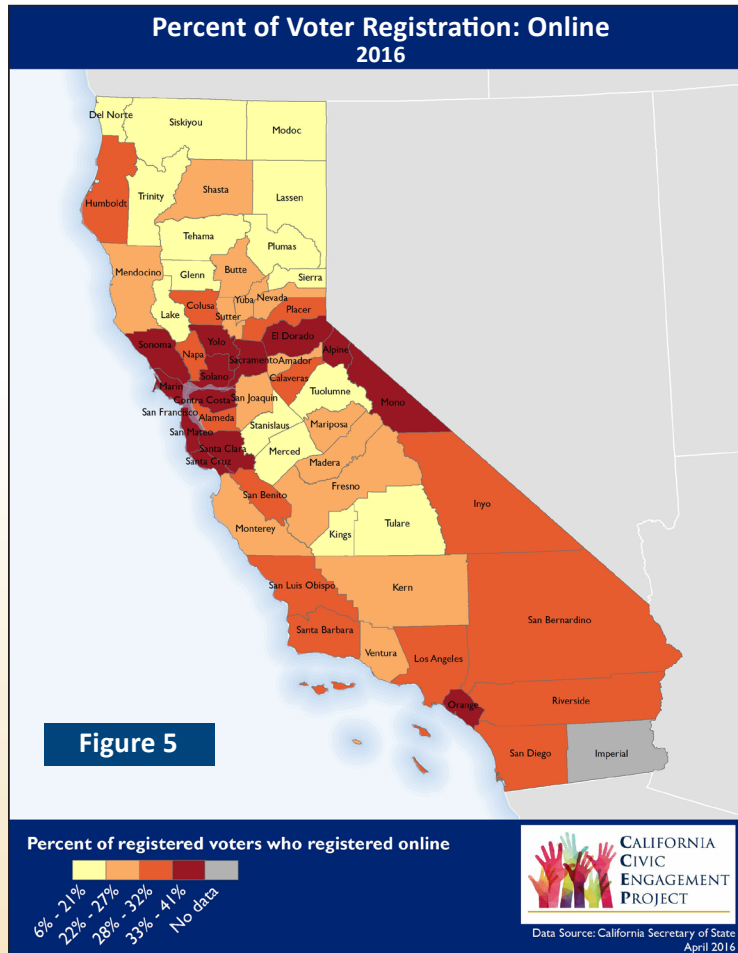 Percent of Voter Registration: Online
2016
Del Norte
Siskiyou
Modoc
Humboldt
Trinity
Shasta
Lassen
Tehama
Plumas
Mendocino
Glenn
Butte
Sierra
Lake
Colusa
Sutter
Yuba
Nevada
Placer
Sonoma
Napa
Yolo
El Dorado
Alpine
Sacramento
Amador
Solano
Calaveras
Marin
Contra Costa
San Joaquin
Tuolumne
Mono
San Francisco
Alameda
Stanislaus
Mariposa
San Mateo
Santa Clara
Merced
Santa Cruz
Madera
Fresno
San Benito
Inyo
Monterey
Kings
Tulare
San Luis Obispo
Kern
San Bernardino
Santa Barbara
Ventura
Los Angeles
Orange
Riverside
San Diego
Imperial
Figure 5
Percent of registered voters who registered online
6% - 21%
22% - 27%
28% - 32%
33% - 41%
No data
CALIFORNIA
CIVIC
ENGAGEMENT
PROJECT
Data Source: California Secretary of State
April 2016